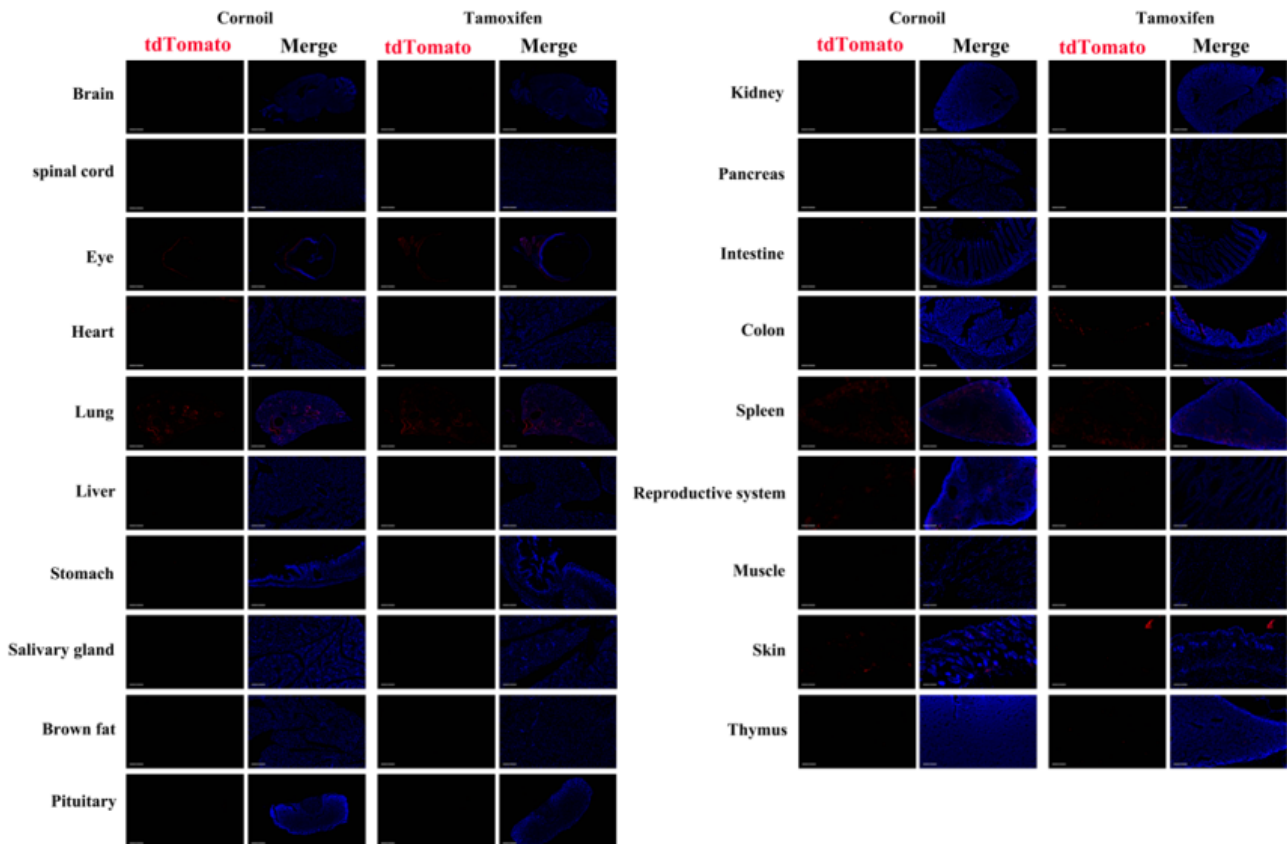 Cornoil Tamoxifen
tdTomato Merge tdTomato Merge
Brain
spinal cord
Eye
Heart
Lung
Liver
Stomach
Salivary gland
Brown fat
Pituitary
Cornoil Tamoxifen
tdTomato Merge tdTomato Merge
Kidney
Pancreas
Intestine
Colon
Spleen
Reproductive system
Muscle
Skin
Thymus